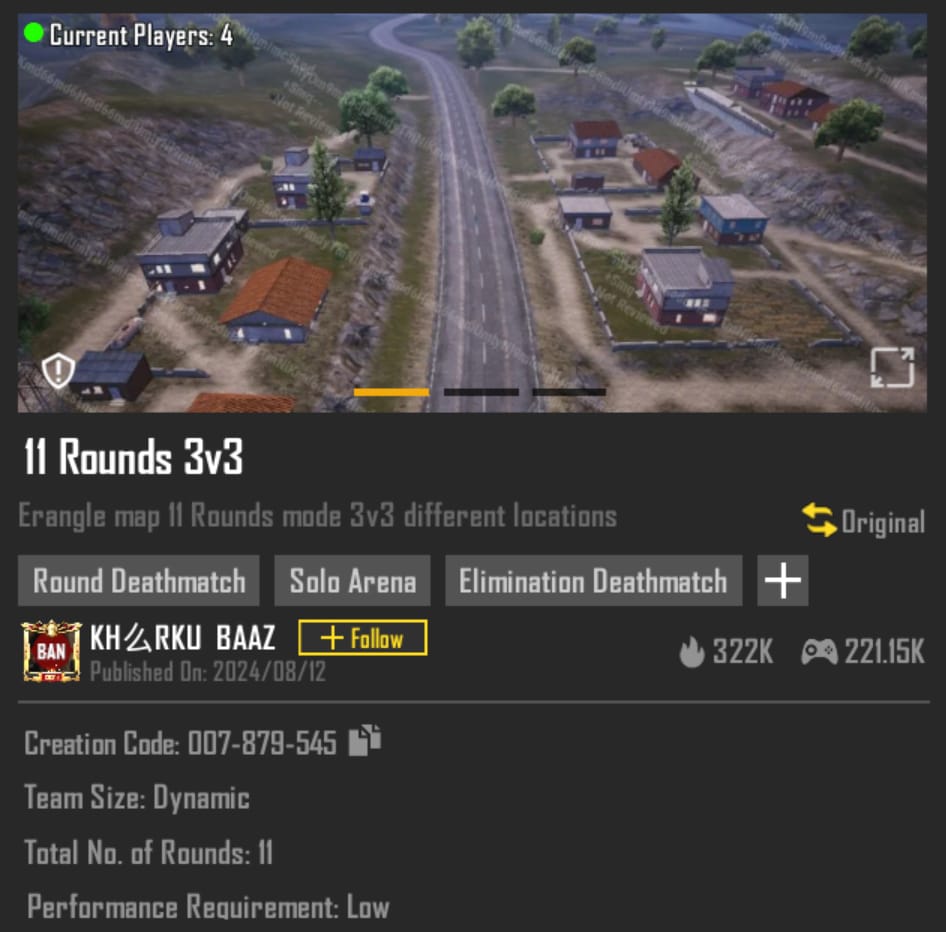 Current Players: 4
11 Rounds 3v3
Erangle map 11 Rounds mode 3v3 different locations
Original
Round Deathmatch
Solo Arena
Elimination Deathmatch
BAN
KH么RKU BAAZ
+ Follow
Published On: 2024/08/12
322K
221.15K
Creation Code: 007-879-545
Team Size: Dynamic
Total No. of Rounds: 11
Performance Requirement: Low